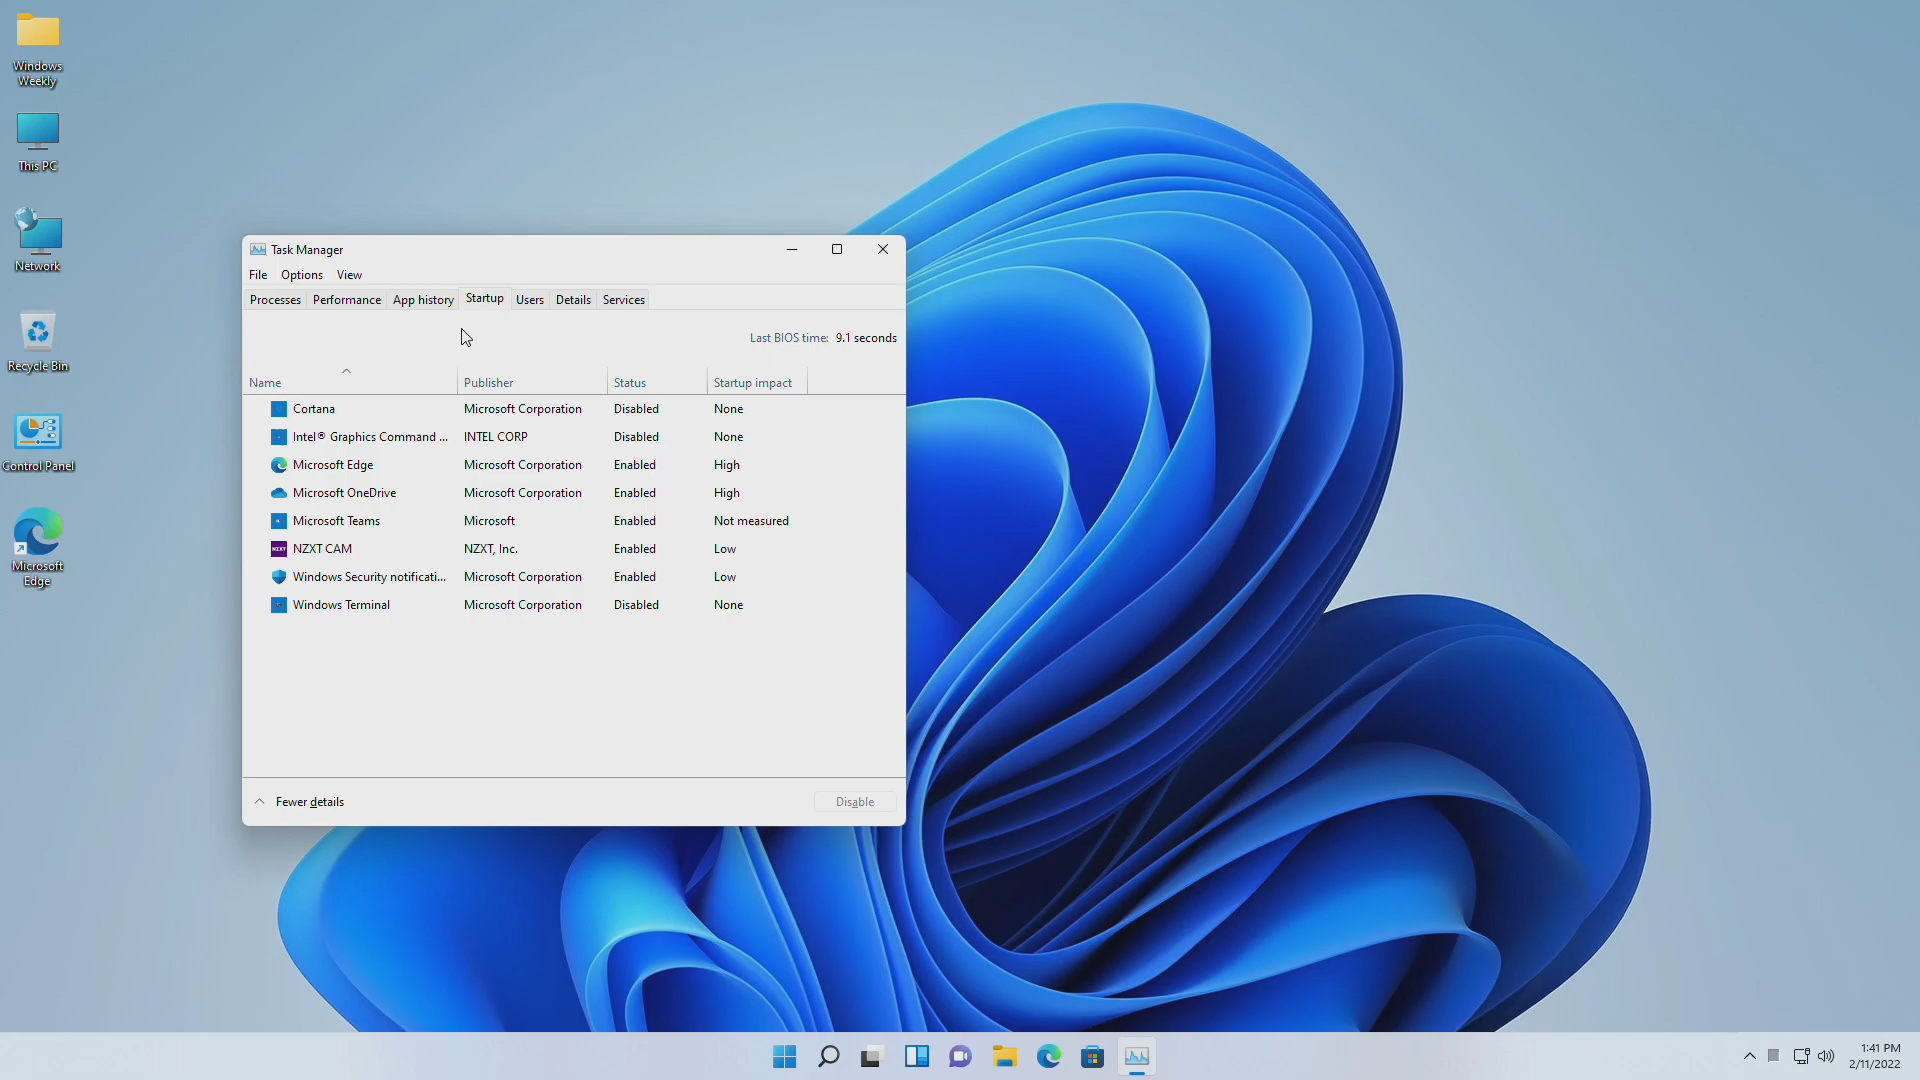 Windows
Weekly
This PC
Network
Recycle Bin
Control Panel
Microsoft
Edge
Task Manager
File Options View
Processes Performance App history Startup Users Details Services
Last BIOS time: 9.1 seconds
Name Publisher Status Startup impact
Cortana Microsoft Corporation Disabled None
Intel® Graphics Command ... INTEL CORP Disabled None
Microsoft Edge Microsoft Corporation Enabled High
Microsoft OneDrive Microsoft Corporation Enabled High
Microsoft Teams Microsoft Enabled Not measured
NZXT NZXT CAM NZXT, Inc. Enabled Low
Windows Security notificati... Microsoft Corporation Enabled Low
Windows Terminal Microsoft Corporation Disabled None
Fewer details Disable
1:41 PM
2/11/2022